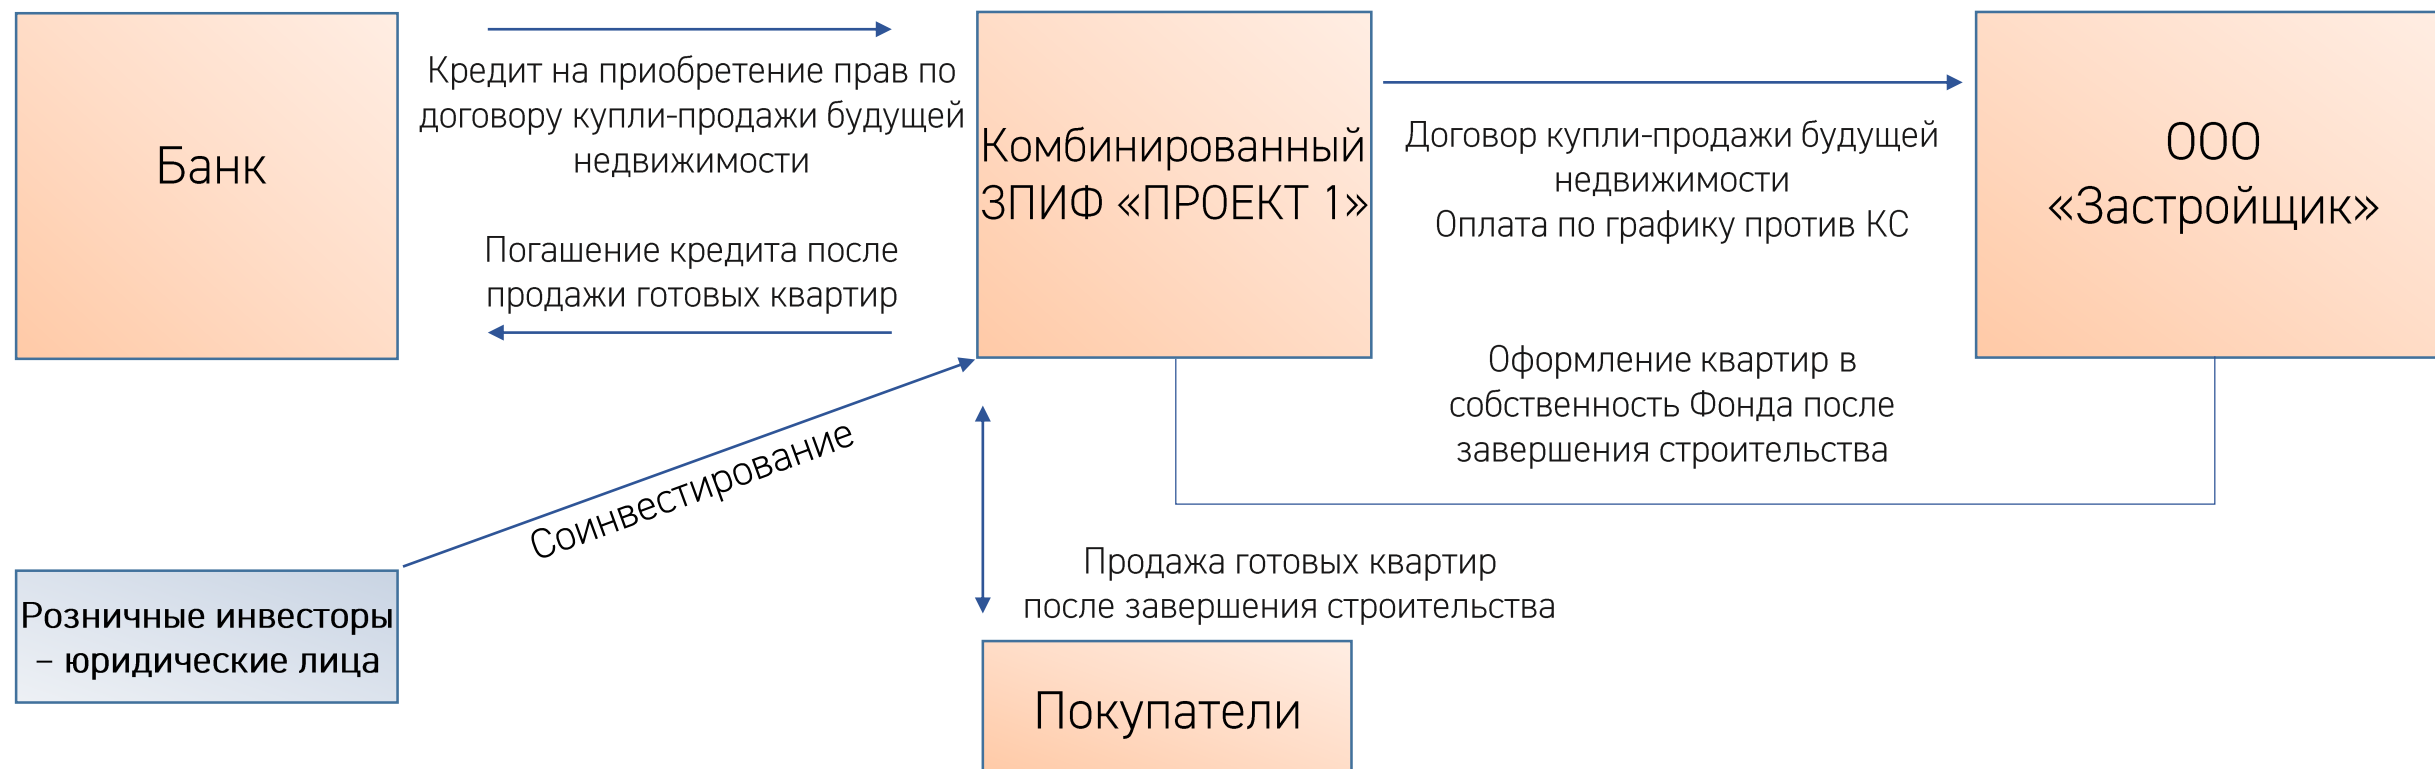 Банк
Кредит на приобретение прав по
договору купли-продажи будущей
недвижимости
Погашение кредита после
продажи готовых квартир
Комбинированный
ЗПИФ «ПРОЕКТ 1»
Договор купли-продажи будущей
недвижимости
Оплата по графику против КС
ООО
«Застройщик»
Оформление квартир в
собственность Фонда после
завершения строительства
Соинвестирование
Розничные инвесторы
– юридические лица
Продажа готовых квартир
после завершения строительства
Покупатели